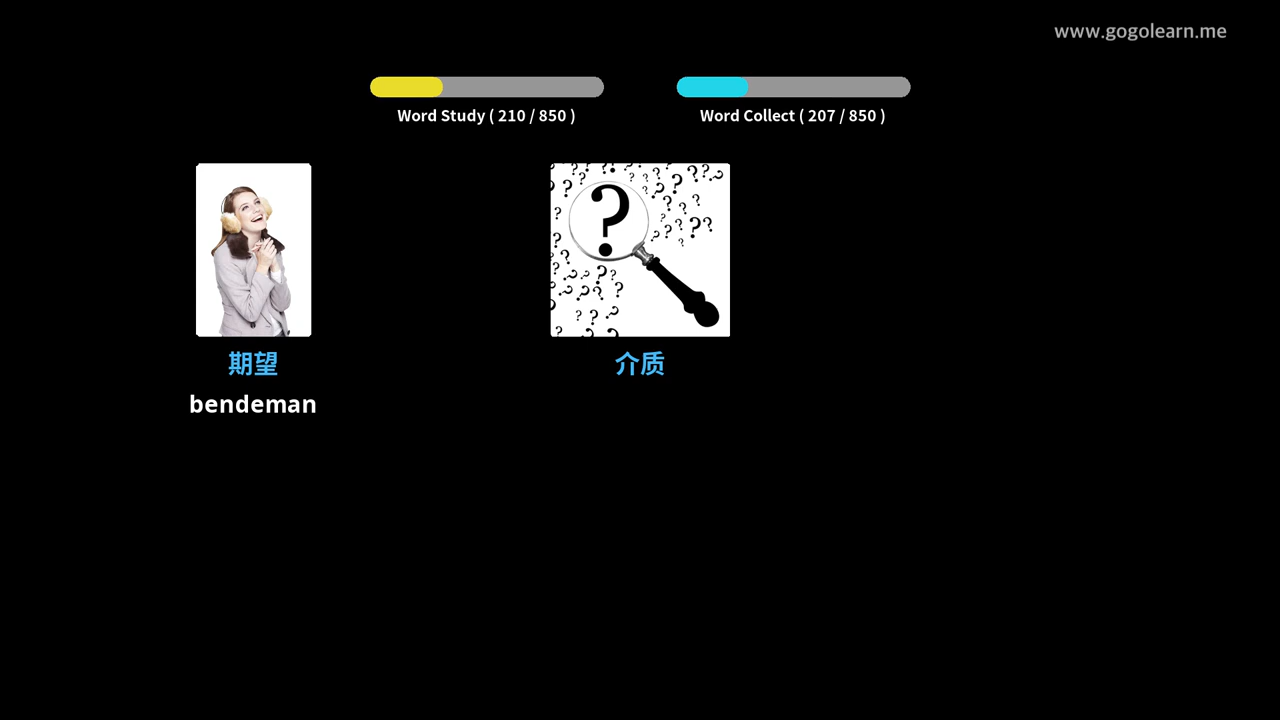 www.gogolearn.me
Word Study ( 210 / 850 )
Word Collect ( 207 / 850 )
期望
介质
bendeman